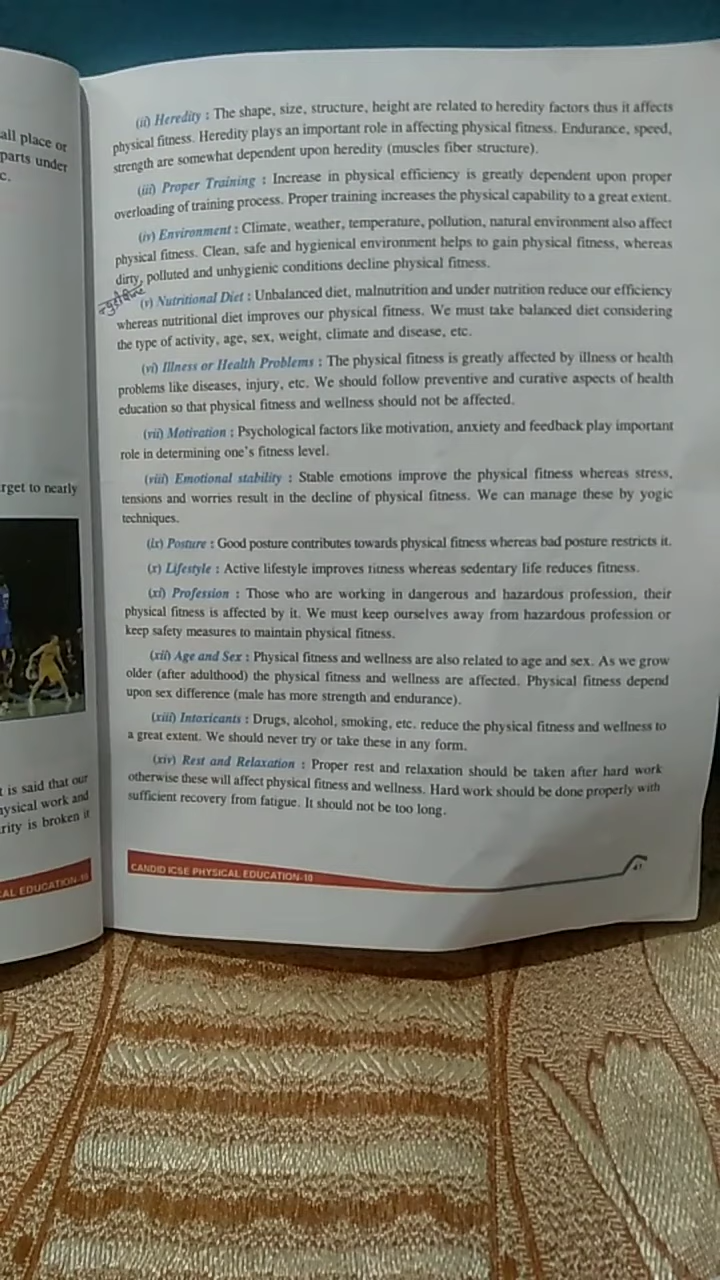 all place or
parts under
c.
rget to nearly
t is said that our
ysical work and
rity is broken it
AL EDUCATION-10
(ii) Heredity : The shape, size, structure, height are related to heredity factors thus it affects
physical fitness. Heredity plays an important role in affecting physical fitness. Endurance, speed,
strength are somewhat dependent upon heredity (muscles fiber structure).
(iii) Proper Training : Increase in physical efficiency is greatly dependent upon proper
overloading of training process. Proper training increases the physical capability to a great extent.
(iv) Environment : Climate, weather, temperature, pollution, natural environment also affect
physical fitness. Clean, safe and hygienical environment helps to gain physical fitness, whereas
dirty, polluted and unhygienic conditions decline physical fitness.
(v) Nutritional Diet : Unbalanced diet, malnutrition and under nutrition reduce our efficiency
whereas nutritional diet improves our physical fitness. We must take balanced diet considering
the type of activity, age, sex, weight, climate and disease, etc.
(vi) Illness or Health Problems : The physical fitness is greatly affected by illness or health
problems like diseases, injury, etc. We should follow preventive and curative aspects of health
education so that physical fitness and wellness should not be affected.
(vii) Motivation : Psychological factors like motivation, anxiety and feedback play important
role in determining one's fitness level.
(viii) Emotional stability : Stable emotions improve the physical fitness whereas stress,
tensions and worries result in the decline of physical fitness. We can manage these by yogic
techniques.
(ix) Posture : Good posture contributes towards physical fitness whereas bad posture restricts it.
(x) Lifestyle : Active lifestyle improves fitness whereas sedentary life reduces fitness.
(xi) Profession : Those who are working in dangerous and hazardous profession, their
physical fitness is affected by it. We must keep ourselves away from hazardous profession or
keep safety measures to maintain physical fitness.
(xii) Age and Sex : Physical fitness and wellness are also related to age and sex. As we grow
older (after adulthood) the physical fitness and wellness are affected. Physical fitness depend
upon sex difference (male has more strength and endurance).
(xiii) Intoxicants : Drugs, alcohol, smoking, etc. reduce the physical fitness and wellness to
a great extent. We should never try or take these in any form.
(xiv) Rest and Relaxation : Proper rest and relaxation should be taken after hard work
otherwise these will affect physical fitness and wellness. Hard work should be done properly with
sufficient recovery from fatigue. It should not be too long.
CANDID ICSE PHYSICAL EDUCATION-10